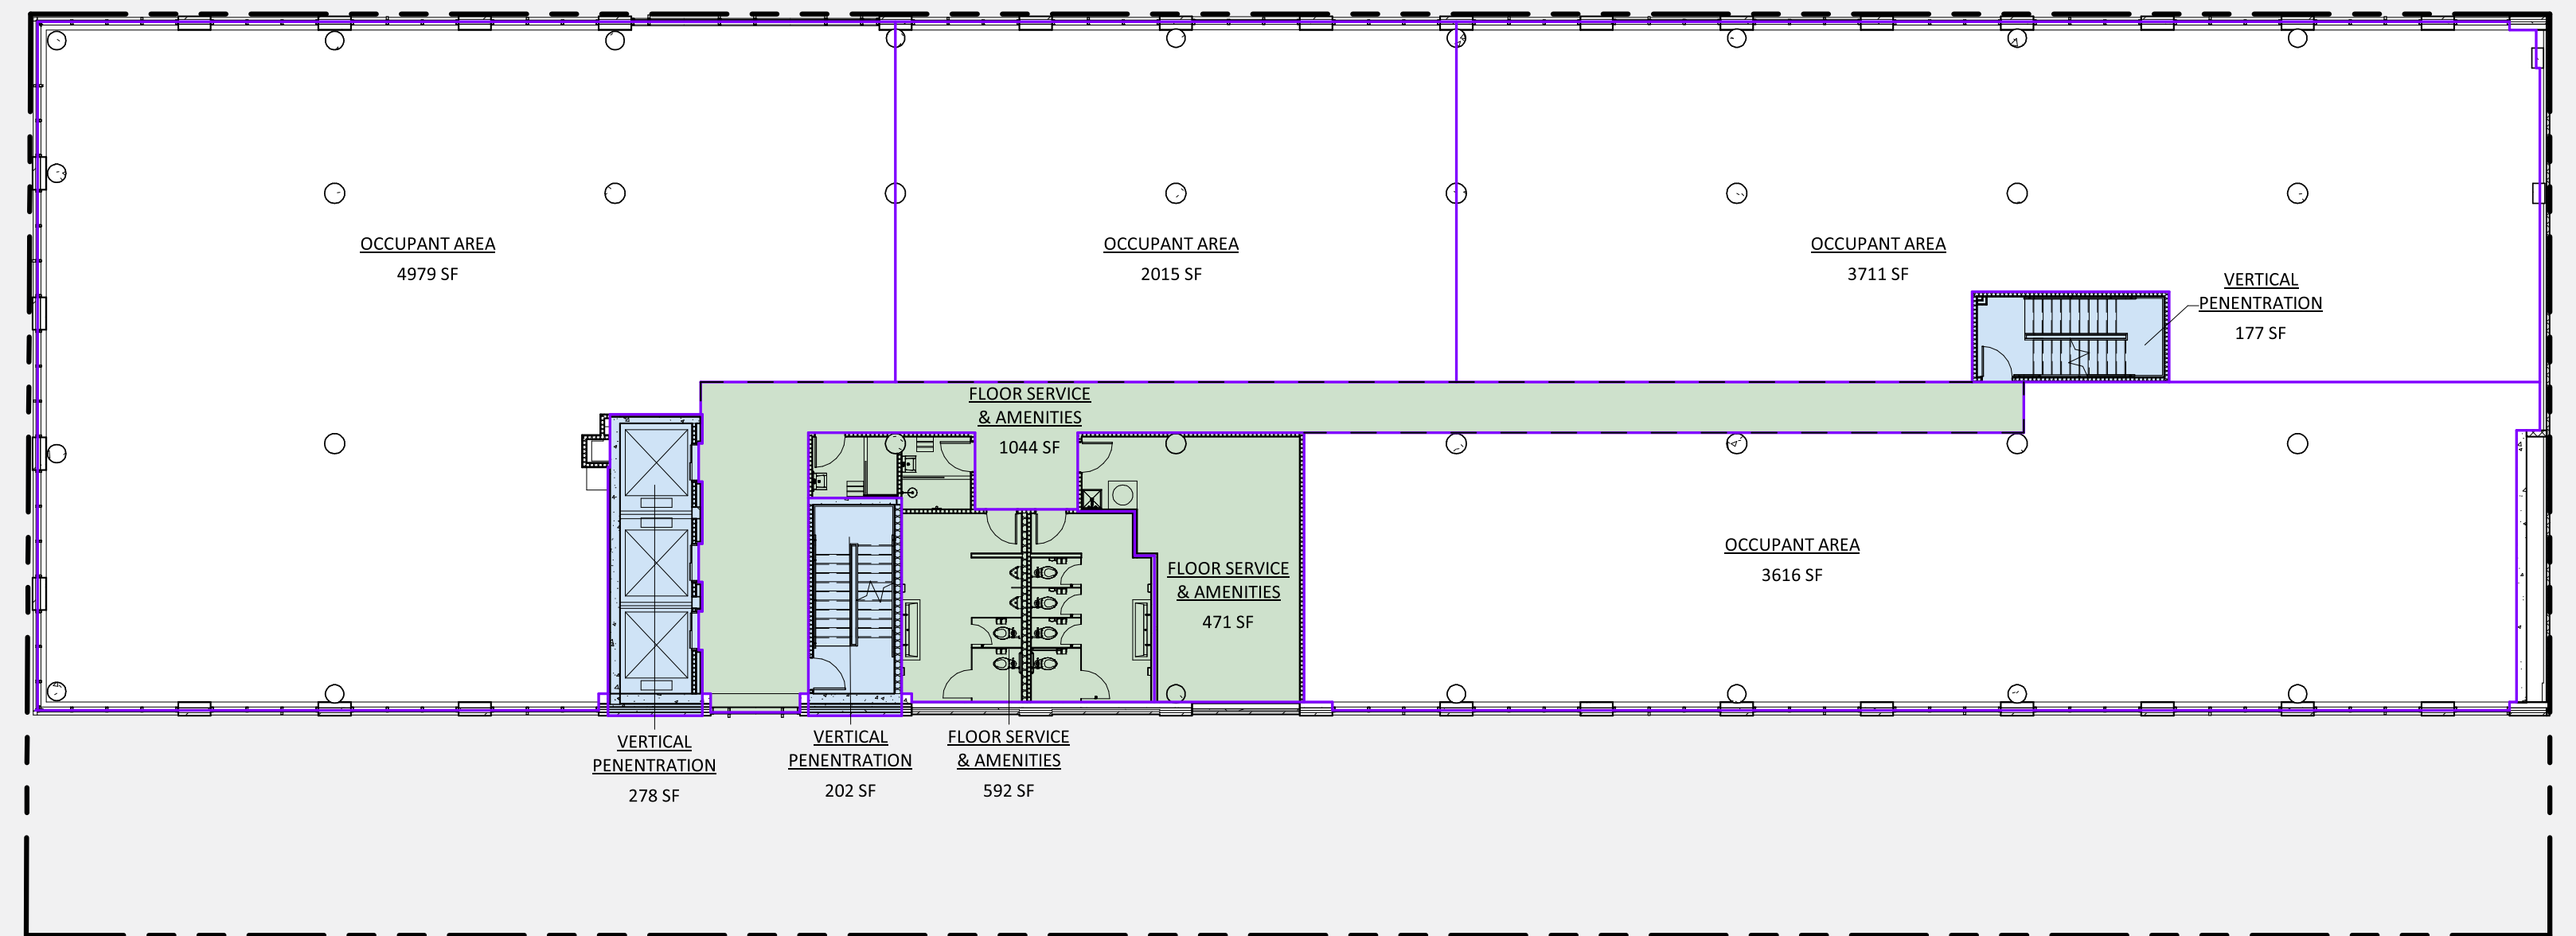 OCCUPANT AREA
4979 SF
OCCUPANT AREA
2015 SF
OCCUPANT AREA
3711 SF
VERTICAL
PENENTRATION
177 SF
FLOOR SERVICE
& AMENITIES
1044 SF
OCCUPANT AREA
3616 SF
FLOOR SERVICE
& AMENITIES
471 SF
VERTICAL
PENENTRATION
278 SF
VERTICAL
PENENTRATION
202 SF
FLOOR SERVICE
& AMENITIES
592 SF